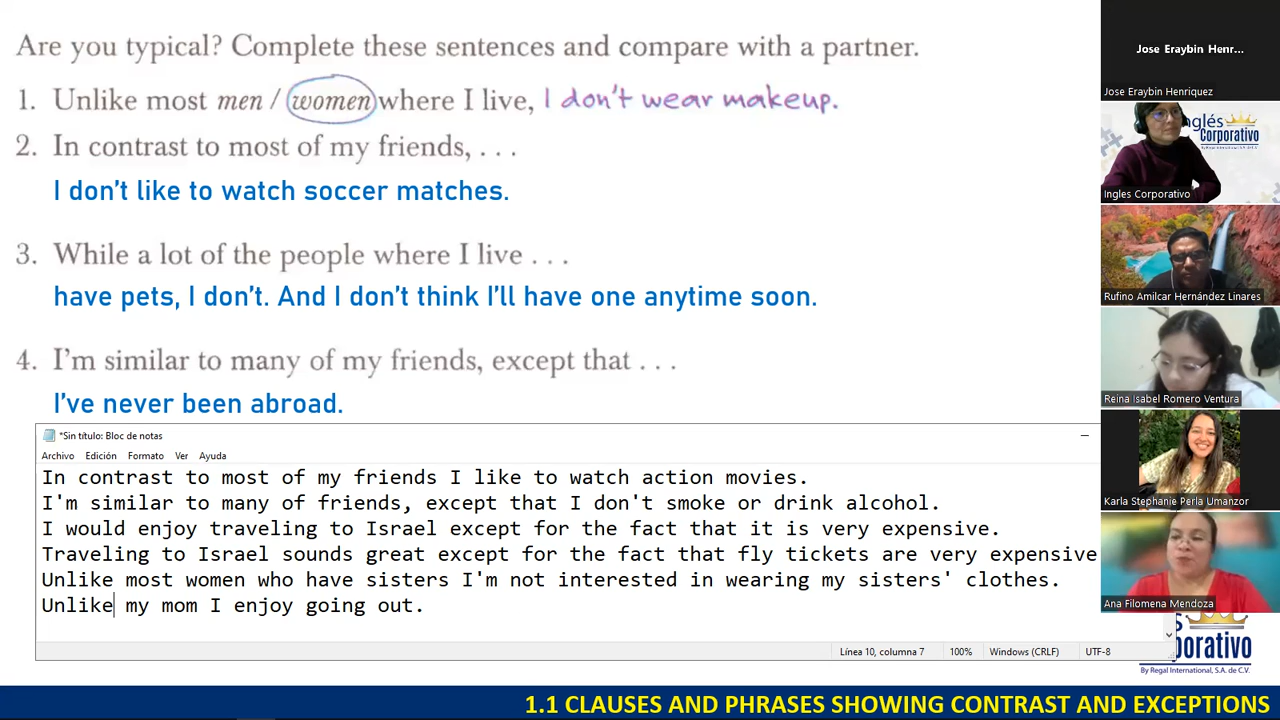 Are you typical? Complete these sentences and compare with a partner.
1. Unlike most men / women where I live, I don't wear makeup.
2. In contrast to most of my friends, . . .
I don't like to watch soccer matches.
3. While a lot of the people where I live . . .
have pets, I don't. And I don't think I'll have one anytime soon.
4. I'm similar to many of my friends, except that . . .
I've never been abroad.
*Sin título: Bloc de notas
Archivo Edición Formato Ver Ayuda
In contrast to most of my friends I like to watch action movies.
I'm similar to many of friends, except that I don't smoke or drink alcohol.
I would enjoy traveling to Israel except for the fact that it is very expensive.
Traveling to Israel sounds great except for the fact that fly tickets are very expensive
Unlike most women who have sisters I'm not interested in wearing my sisters' clothes.
Unlike my mom I enjoy going out.
Línea 10, columna 7 100% Windows (CRLF) UTF-8
Jose Eraybin Henr...
Jose Eraybin Henriquez
Inglés
Corporativo
By Regal International, S.A. de C.V.
Ingles Corporativo
Rufino Amilcar Hernández Linares
Reina Isabel Romero Ventura
Karla Stephanie Perla Umanzor
Ana Filomena Mendoza
By Regal International, S.A. de C.V.
1.1 CLAUSES AND PHRASES SHOWING CONTRAST AND EXCEPTIONS